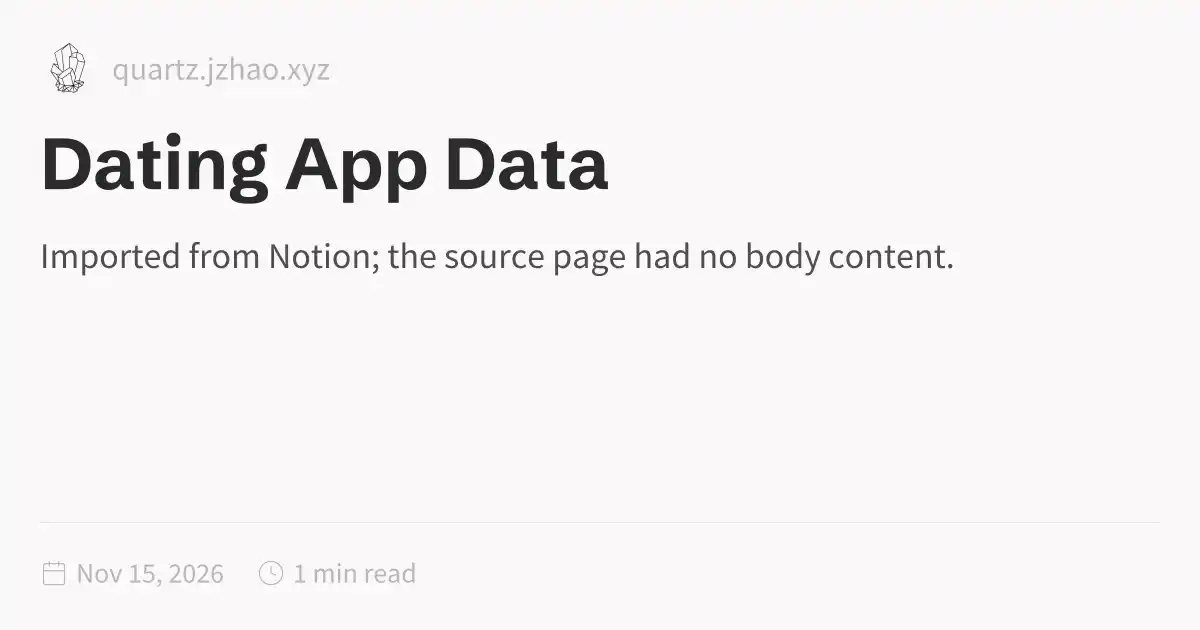 quartz.jzhao.xyz
Dating App Data
Imported from Notion; the source page had no body content.
Nov 15, 2026 1 min read